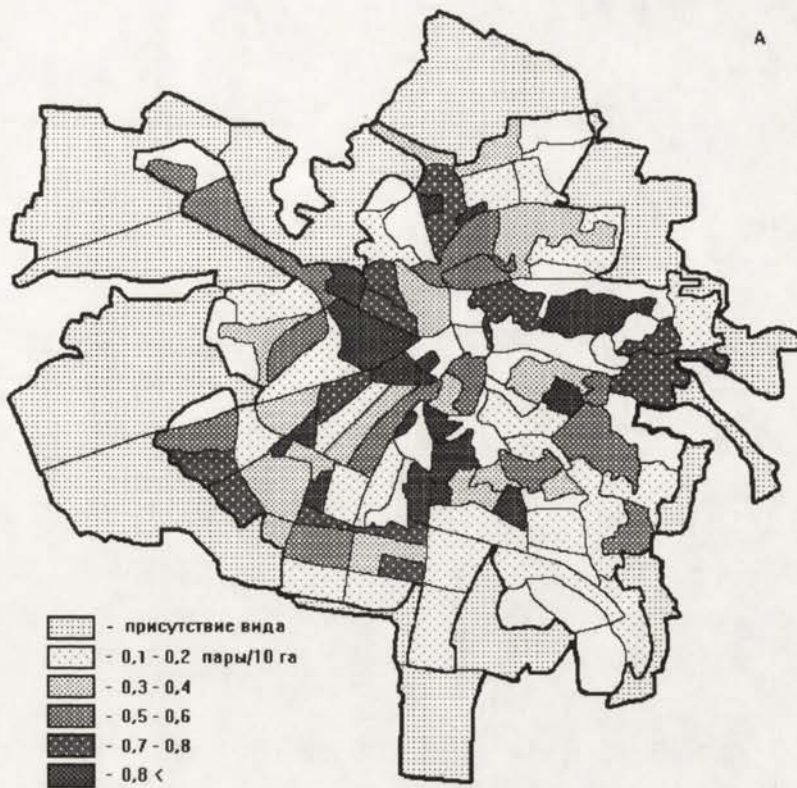 А
- присутствие вида
- 0,1 - 0,2 пары/10 га
- 0,3 - 0,4
- 0,5 - 0,6
- 0,7 - 0,8
- 0,8 <